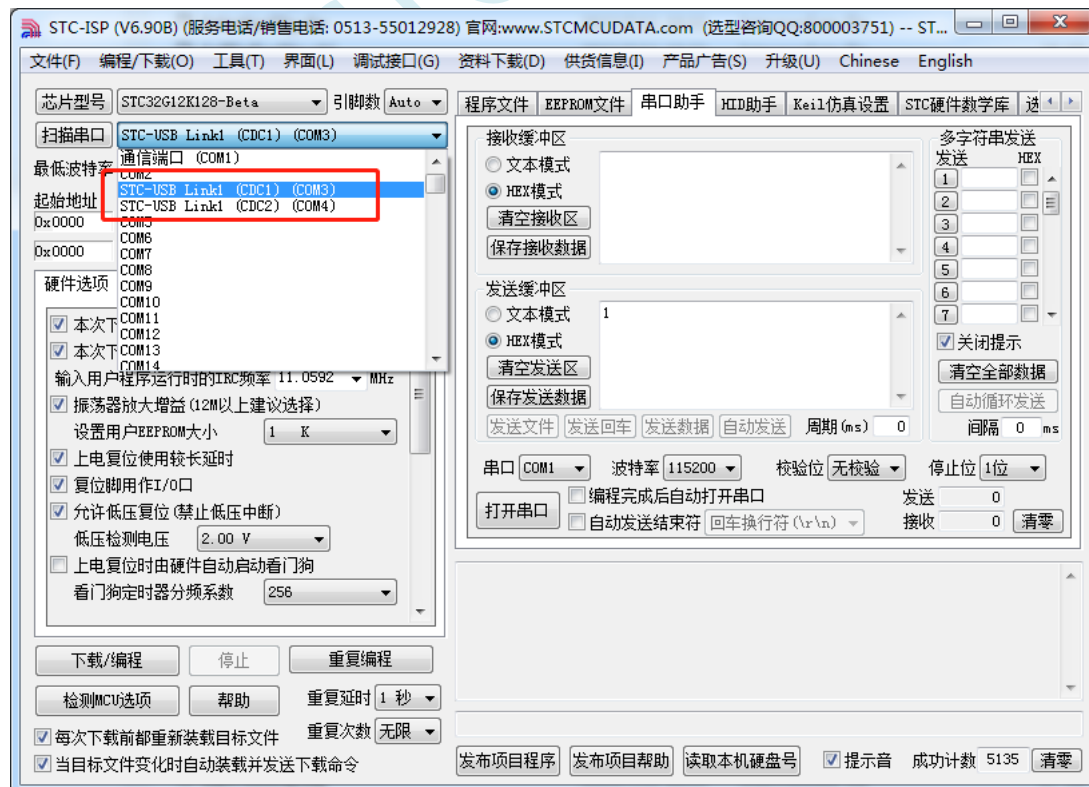 STC-ISP (V6.90B) (服务电话/销售电话: 0513-55012928) 官网:www.STCMCUDATA.com (选型咨询QQ:800003751) -- ST...
文件(F) 编程/下载(O) 工具(T) 界面(L) 调试接口(G) 资料下载(D) 供货信息(I) 产品广告(S) 升级(U) Chinese English
芯片型号 STC32G12K128-Beta 引脚数 Auto
扫描串口 STC-USB Link1 (CDC1) (COM3)
最低波特率
通信端口 (COM1)
COM2
STC-USB Link1 (CDC1) (COM3)
STC-USB Link1 (CDC2) (COM4)
COM5
COM6
COM7
COM8
COM9
COM10
COM11
COM12
COM13
COM14
起始地址
0x0000
0x0000
硬件选项
本次下
本次下
输入用户程序运行时的IRC频率 11.0592 MHz
振荡器放大增益(12M以上建议选择)
设置用户EEPROM大小 1 K
上电复位使用较长延时
复位脚用作I/O口
允许低压复位(禁止低压中断)
低压检测电压 2.00 V
上电复位时由硬件自动启动看门狗
看门狗定时器分频系数 256
下载/编程 停止 重复编程
检测MCU选项 帮助 重复延时 1 秒
每次下载前都重新装载目标文件 重复次数 无限
当目标文件变化时自动装载并发送下载命令
程序文件 EEPROM文件 串口助手 HID助手 Keil仿真设置 STC硬件数学库 选
接收缓冲区
文本模式
HEX模式
清空接收区
保存接收数据
发送缓冲区
文本模式 1
HEX模式
清空发送区
保存发送数据
发送文件 发送回车 发送数据 自动发送 周期(ms) 0
多字符串发送
发送 HEX
1
2
3
4
5
6
7
关闭提示
清空全部数据
自动循环发送
间隔 0 ms
串口 COM1 波特率 115200 校验位 无校验 停止位 1位
打开串口 编程完成后自动打开串口 发送 0
自动发送结束符 回车换行符(\r\n) 接收 0 清零
发布项目程序 发布项目帮助 读取本机硬盘号 提示音 成功计数 5135 清零